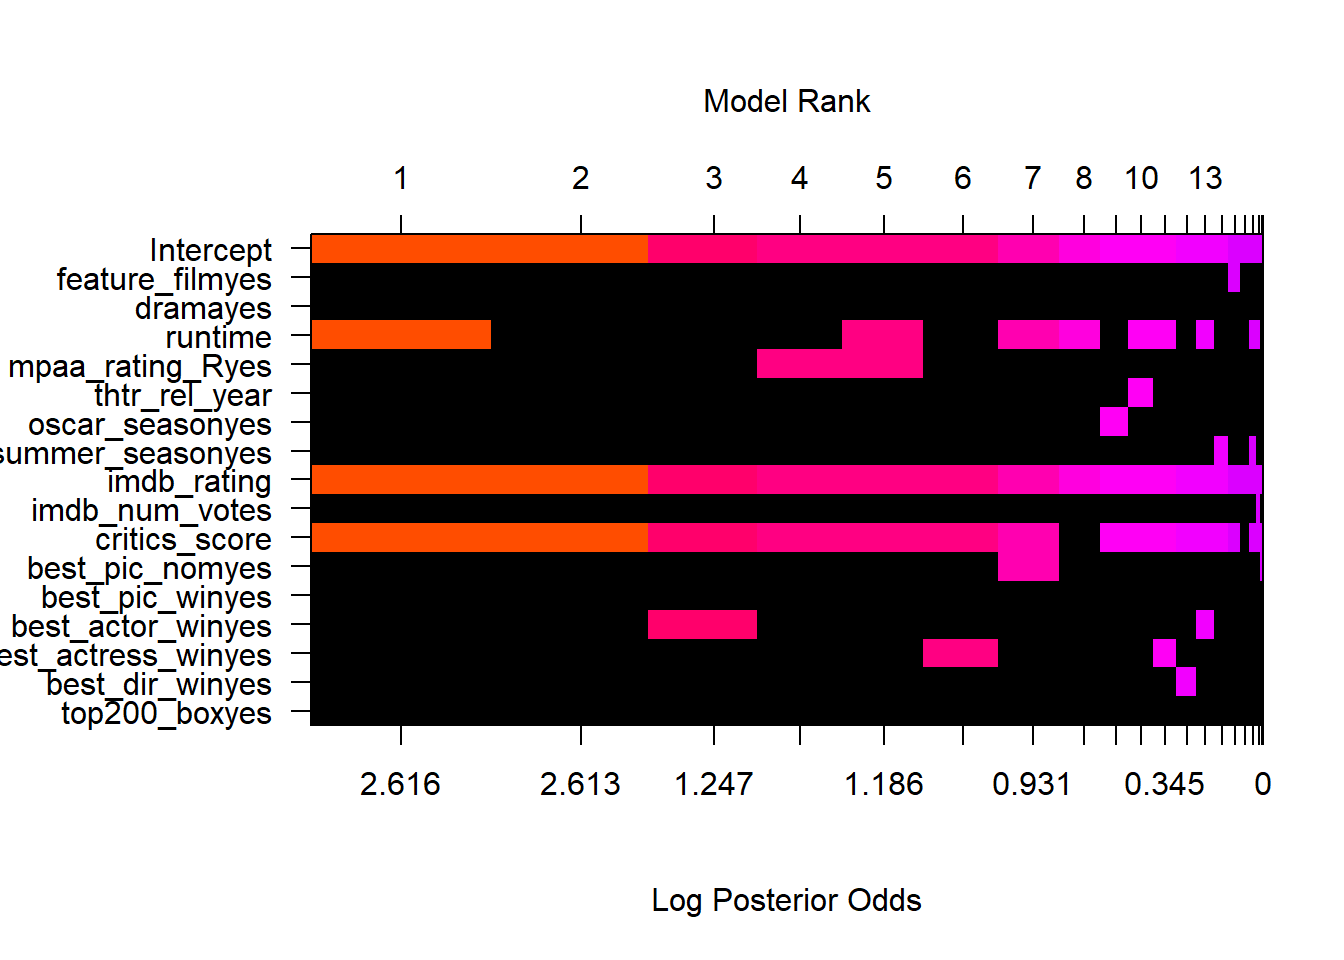 Model Rank
1 2 3 4 5 6 7 8 10 13
Intercept
feature_filmyes
dramayes
runtime
mpaa_rating_Ryes
thtr_rel_year
oscar_seasonyes
summer_seasonyes
imdb_rating
imdb_num_votes
critics_score
best_pic_nomyes
best_pic_winyes
best_actor_winyes
est_actress_winyes
best_dir_winyes
top200_boxyes
2.616 2.613 1.247 1.186 0.931 0.345 0
Log Posterior Odds